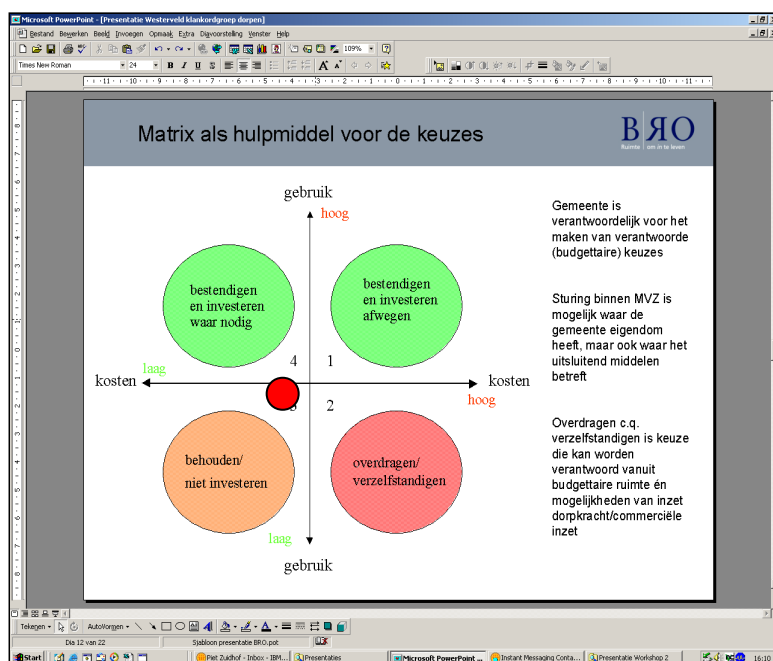 Microsoft PowerPoint - [Presentatie Westerveld klankordgroep dorpen]
Bestand Bewerken Beeld Invoegen Opmaak Extra Diavoorstelling Venster Help
109%
Times New Roman 24 B I U S
Matrix als hulpmiddel voor de keuzes
BRO
Ruimte om in te leven
gebruik
hoog
bestendigen
en investeren
waar nodig
bestendigen
en investeren
afwegen
laag
4 1
kosten
kosten
hoog
2
behouden/
niet investeren
overdragen/
verzelfstandigen
laag
gebruik
Gemeente is
verantwoordelijk voor het
maken van verantwoorde
(budgettaire) keuzes
Sturing binnen MVZ is
mogelijk waar de
gemeente eigendom
heeft, maar ook waar het
uitsluitend middelen
betreft
Overdragen c.q.
verzelfstandigen is keuze
die kan worden
verantwoord vanuit
budgettaire ruimte én
mogelijkheden van inzet
dorpkracht/commerciële
inzet
Tekenen AutoVormen
Dia 12 van 22 Sjabloon presentatie BRO.pot
Start Piet Zuidhof - Inbox - IBM... Presentaties Microsoft PowerPoint ... Instant Messaging Conta... Presentatie Workshop 2 16:10